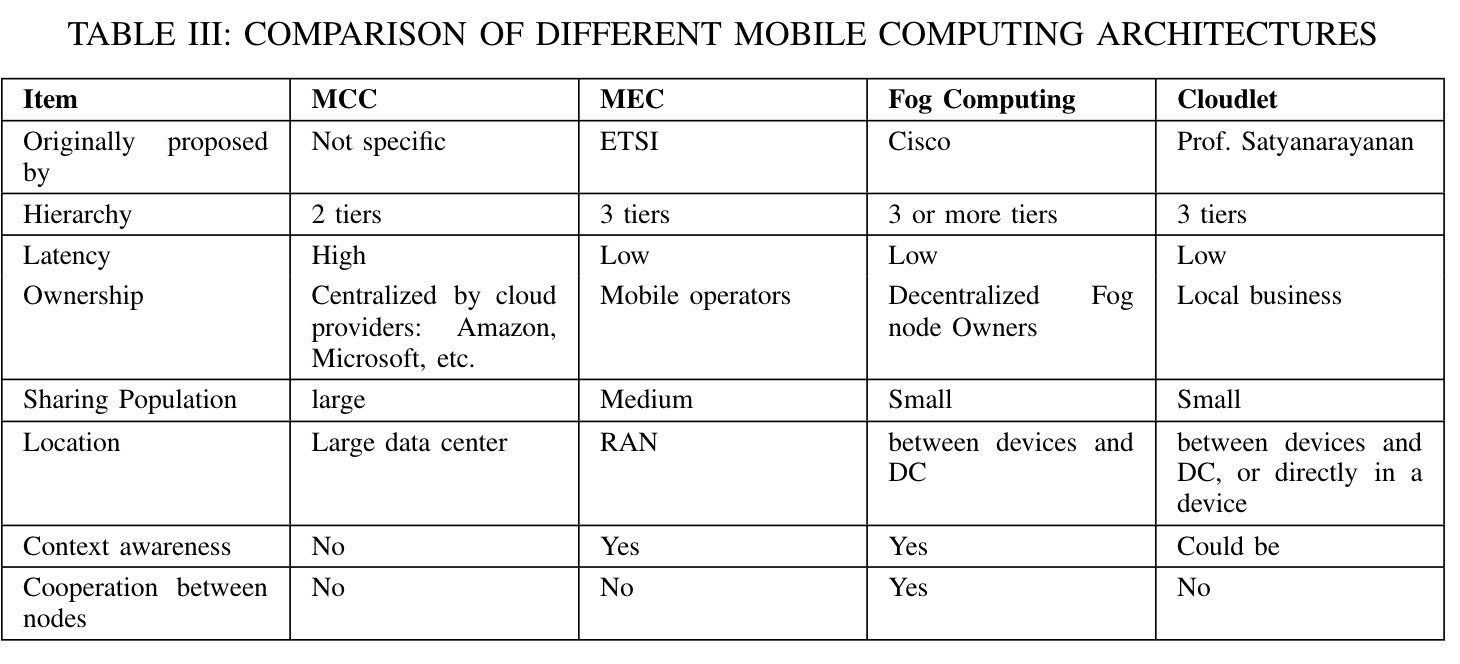 TABLE III: COMPARISON OF DIFFERENT MOBILE COMPUTING ARCHITECTURES
Item MCC MEC Fog Computing Cloudlet
Originally proposed by Not specific ETSI Cisco Prof. Satyanarayanan
Hierarchy 2 tiers 3 tiers 3 or more tiers 3 tiers
Latency High Low Low Low
Ownership Centralized by cloud providers: Amazon, Microsoft, etc. Mobile operators Decentralized Fog node Owners Local business
Sharing Population large Medium Small Small
Location Large data center RAN between devices and DC between devices and DC, or directly in a device
Context awareness No Yes Yes Could be
Cooperation between nodes No No Yes No